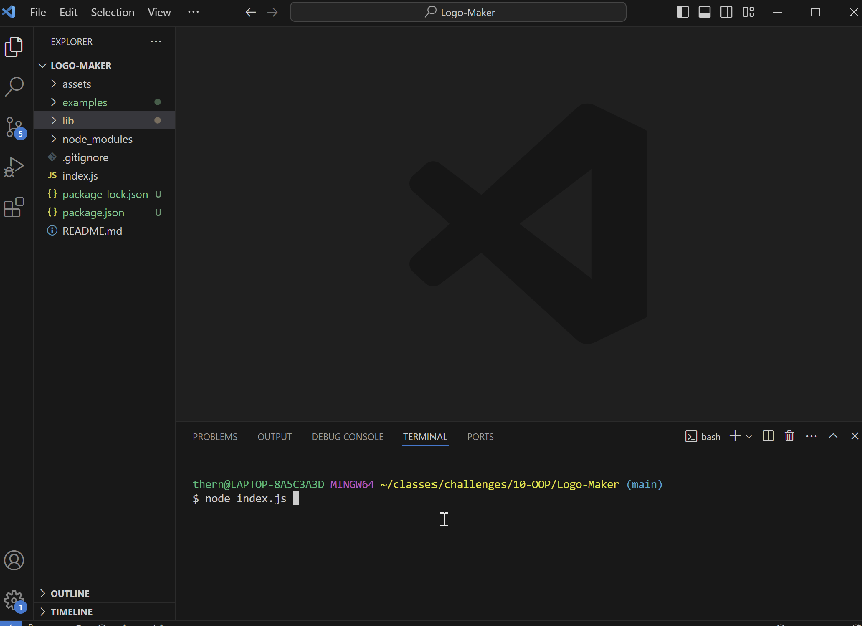 File Edit Selection View ···
Logo-Maker
EXPLORER ···
LOGO-MAKER
assets
examples
lib
node_modules
.gitignore
JS index.js
{} package-lock.json U
{} package.json U
README.md
5
1
OUTLINE
TIMELINE
PROBLEMS OUTPUT DEBUG CONSOLE TERMINAL PORTS
bash
thern@LAPTOP-8A5C3A3D MINGW64 ~/classes/challenges/10-OOP/Logo-Maker (main)
$ node index.js